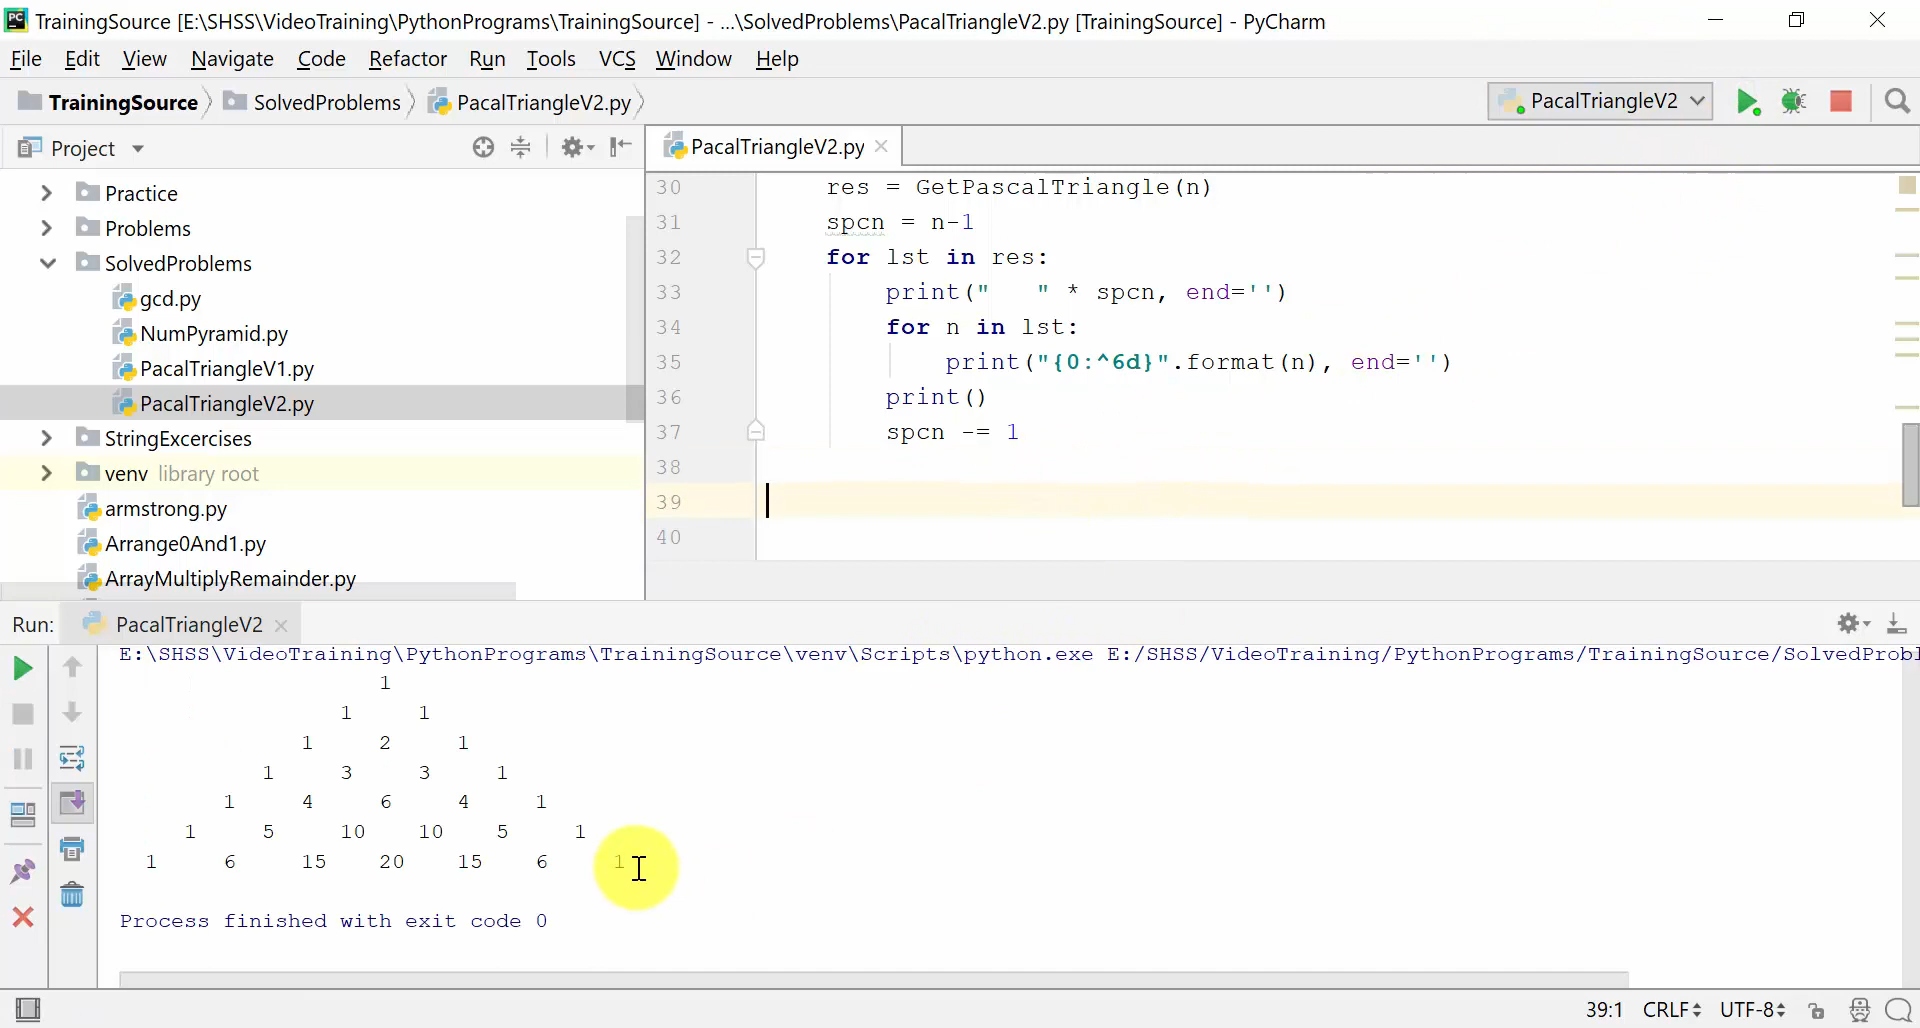 PC TrainingSource [E:\SHSS\VideoTraining\PythonPrograms\TrainingSource] - ...\SolvedProblems\PacalTriangleV2.py [TrainingSource] - PyCharm
File Edit View Navigate Code Refactor Run Tools VCS Window Help
TrainingSource SolvedProblems PacalTriangleV2.py PacalTriangleV2
Project
Practice
Problems
SolvedProblems
gcd.py
NumPyramid.py
PacalTriangleV1.py
PacalTriangleV2.py
StringExcercises
venv library root
armstrong.py
Arrange0And1.py
ArrayMultiplyRemainder.py
PacalTriangleV2.py
30 res = GetPascalTriangle(n)
31 spcn = n-1
32 for lst in res:
33 print("   " * spcn, end='')
34 for n in lst:
35 print("{0:^6d}".format(n), end='')
36 print()
37 spcn -= 1
38
39
40
Run: PacalTriangleV2
E:\SHSS\VideoTraining\PythonPrograms\TrainingSource\venv\Scripts\python.exe E:/SHSS/VideoTraining/PythonPrograms/TrainingSource/SolvedProbl
1
1 1
1 2 1
1 3 3 1
1 4 6 4 1
1 5 10 10 5 1
1 6 15 20 15 6 1
Process finished with exit code 0
39:1 CRLF UTF-8